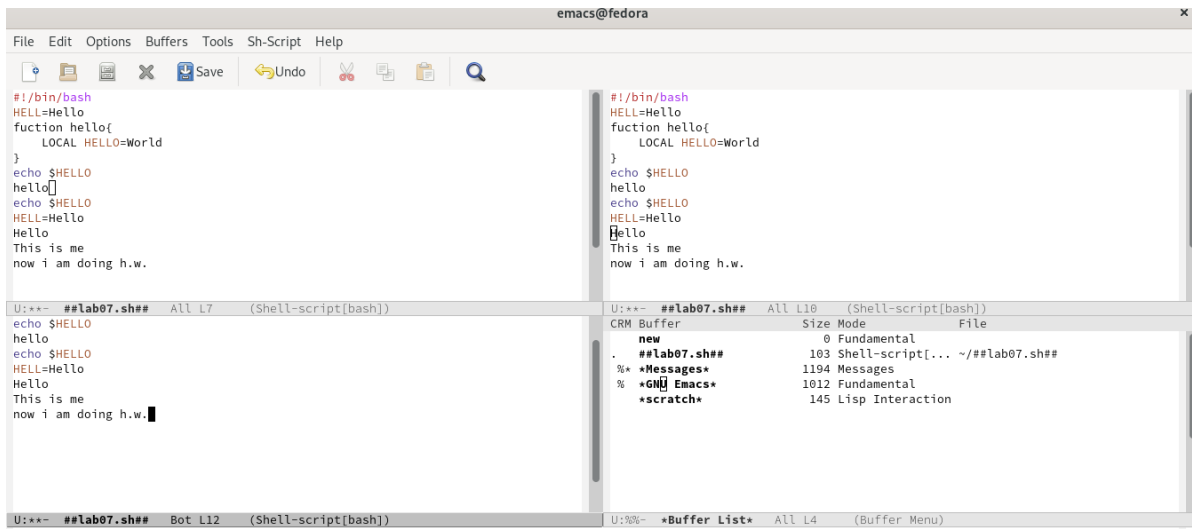 emacs@fedora ×
File Edit Options Buffers Tools Sh-Script Help
Save Undo
#!/bin/bash
HELL=Hello
fuction hello{
    LOCAL HELLO=World
}
echo $HELLO
hello
echo $HELLO
HELL=Hello
Hello
This is me
now i am doing h.w.
U:**-  ##lab07.sh##   All L7     (Shell-script[bash])
#!/bin/bash
HELL=Hello
fuction hello{
    LOCAL HELLO=World
}
echo $HELLO
hello
echo $HELLO
HELL=Hello
Hello
This is me
now i am doing h.w.
U:**-  ##lab07.sh##   All L10    (Shell-script[bash])
echo $HELLO
hello
echo $HELLO
HELL=Hello
Hello
This is me
now i am doing h.w.
U:**-  ##lab07.sh##   Bot L12    (Shell-script[bash])
CRM Buffer                Size Mode             File
    new                      0 Fundamental
.   ##lab07.sh##           103 Shell-script[... ~/##lab07.sh##
 %* *Messages*            1194 Messages
 %  *GNU Emacs*           1012 Fundamental
    *scratch*              145 Lisp Interaction
U:%%-  *Buffer List*   All L4     (Buffer Menu)